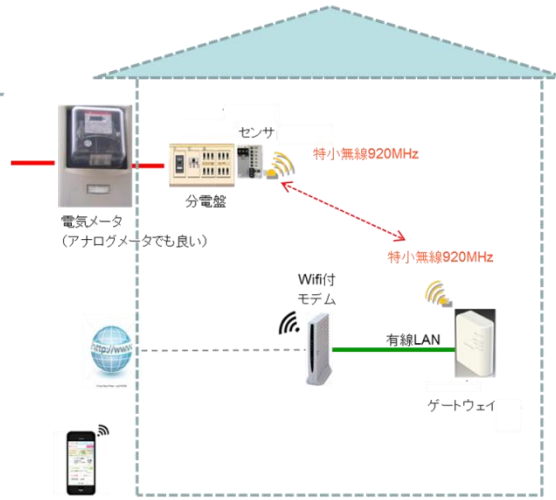 センサ
特小無線920MHz
分電盤
電気メータ
(アナログメータでも良い)
特小無線920MHz
Wifi付
モデム
http://www
有線LAN
ゲートウェイ